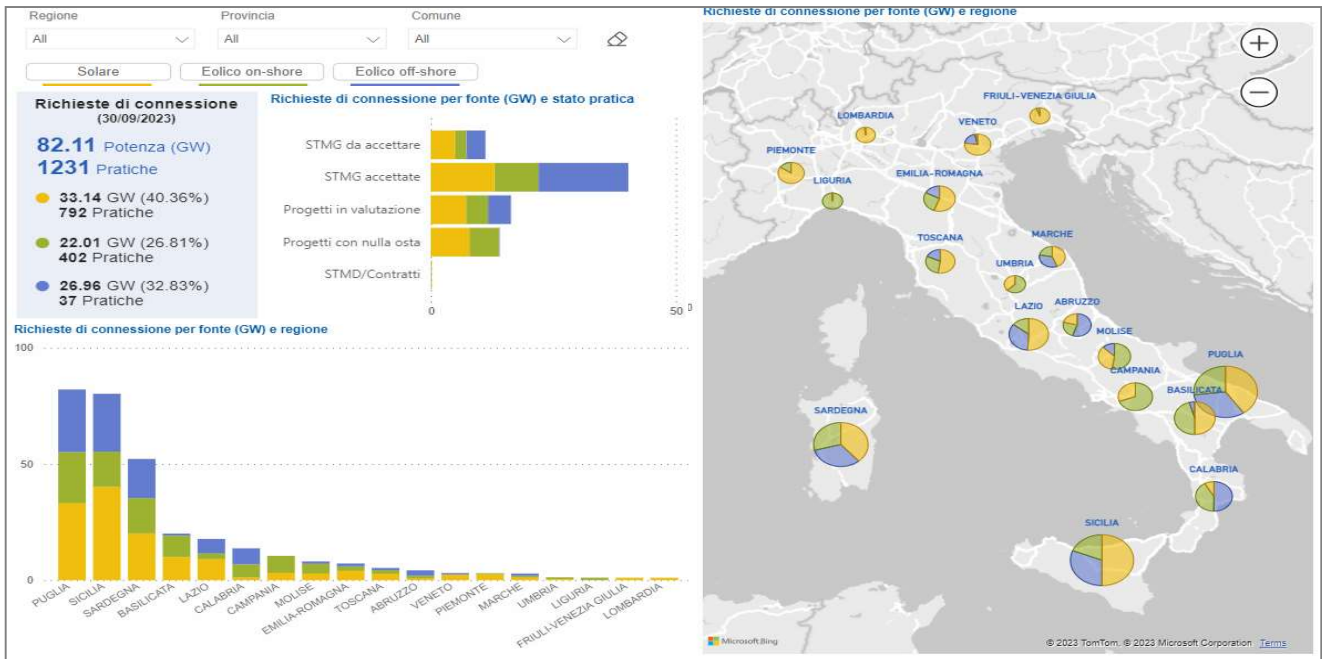 Regione
Provincia
Comune
All
All
All
Solare
Eolico on-shore
Eolico off-shore
Richieste di connessione
(30/09/2023)
82.11 Potenza (GW)
1231 Pratiche
33.14 GW (40.36%)
792 Pratiche
22.01 GW (26.81%)
402 Pratiche
26.96 GW (32.83%)
37 Pratiche
Richieste di connessione per fonte (GW) e stato pratica
STMG da accettare
STMG accettate
Progetti in valutazione
Progetti con nulla osta
STMD/Contratti
0
50
Richieste di connessione per fonte (GW) e regione
100
50
0
PUGLIA
SICILIA
SARDEGNA
BASILICATA
LAZIO
CALABRIA
CAMPANIA
MOLISE
EMILIA-ROMAGNA
TOSCANA
ABRUZZO
VENETO
PIEMONTE
MARCHE
UMBRIA
LIGURIA
FRIULI-VENEZIA GIULIA
LOMBARDIA
Richieste di connessione per fonte (GW) e regione
FRIULI-VENEZIA GIULIA
LOMBARDIA
VENETO
PIEMONTE
EMILIA-ROMAGNA
LIGURIA
TOSCANA
MARCHE
UMBRIA
LAZIO
ABRUZZO
MOLISE
PUGLIA
CAMPANIA
BASILICATA
SARDEGNA
CALABRIA
SICILIA
Microsoft Bing
© 2023 TomTom, © 2023 Microsoft Corporation Terms